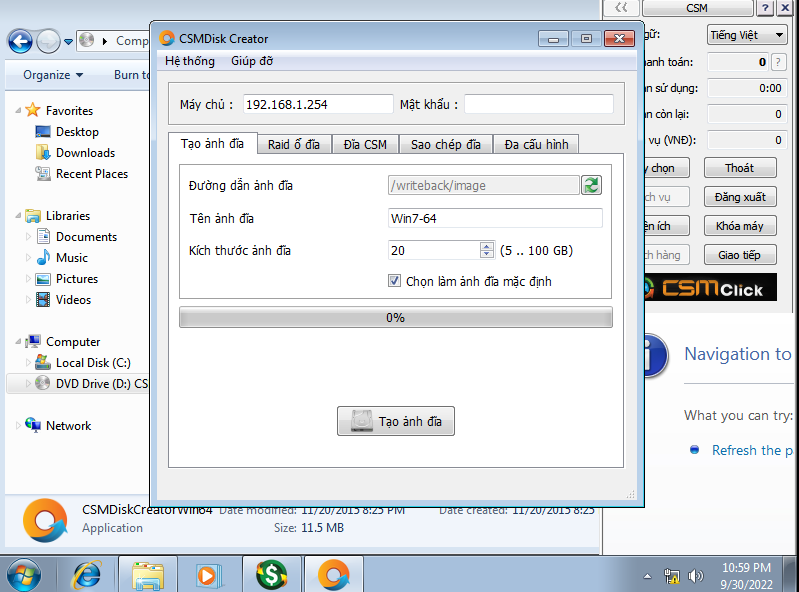 CSM
Comp
Organize
Burn to
Favorites
Desktop
Downloads
Recent Places
Libraries
Documents
Music
Pictures
Videos
Computer
Local Disk (C:)
DVD Drive (D:) CS
Network
CSMDiskCreatorWin64
Application
Date modified: 11/20/2015 8:25 PM
Size: 11.5 MB
Date created: 11/20/2015 8:25
CSMDisk Creator
Hệ thống Giúp đỡ
Máy chủ : 192.168.1.254 Mật khẩu :
Tạo ảnh đĩa Raid ổ đĩa Đĩa CSM Sao chép đĩa Đa cấu hình
Đường dẫn ảnh đĩa /writeback/image
Tên ảnh đĩa Win7-64
Kích thước ảnh đĩa 20 (5 .. 100 GB)
Chọn làm ảnh đĩa mặc định
0%
Tạo ảnh đĩa
gữ: Tiếng Việt
hanh toán: 0 ?
n sử dụng: 0:00
n còn lại: 0
vụ (VNĐ): 0
y chọn Thoát
ch vụ Đăng xuất
ện ích Khóa máy
ch hàng Giao tiếp
CSMClick
Navigation to
What you can try:
Refresh the p
10:59 PM
9/30/2022